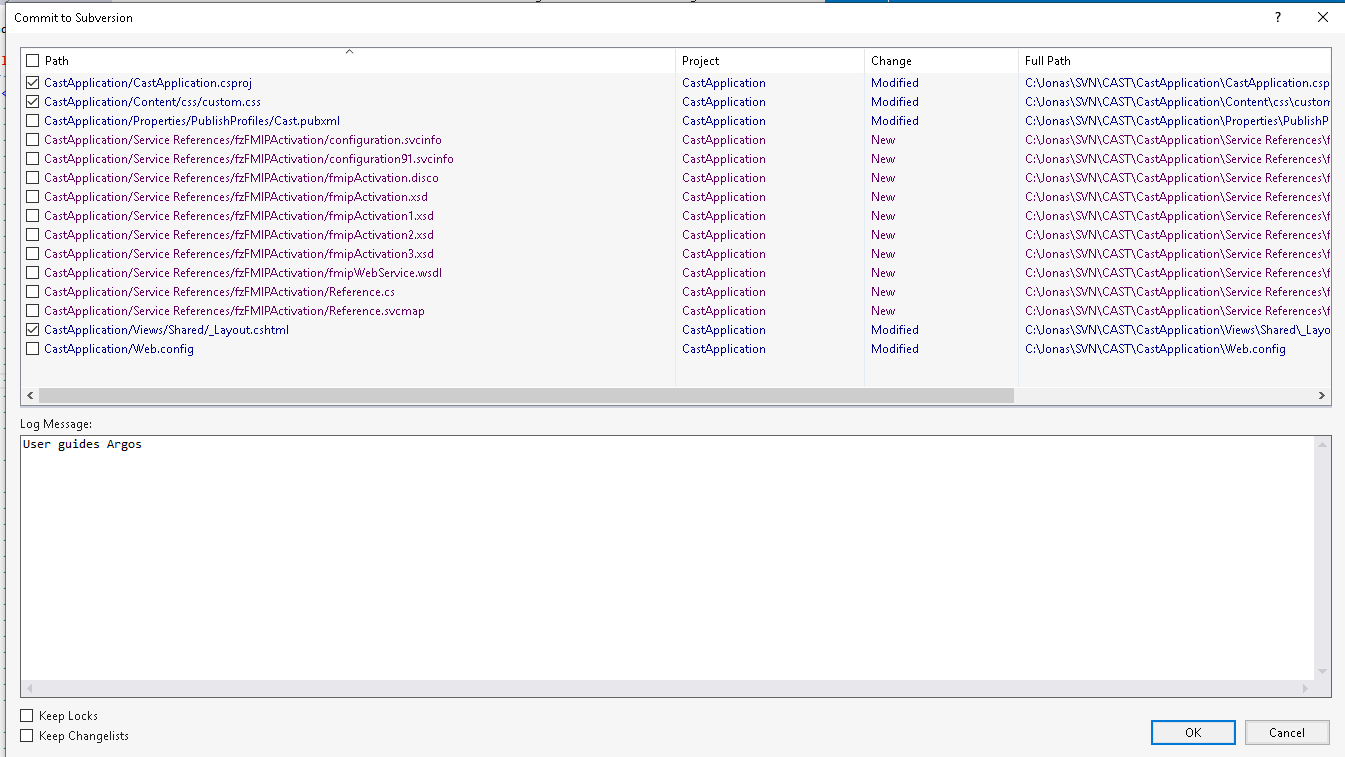 Commit to Subversion
?
Path Project Change Full Path
CastApplication/CastApplication.csproj CastApplication Modified C:\Jonas\SVN\CAST\CastApplication\CastApplication.csp
CastApplication/Content/css/custom.css CastApplication Modified C:\Jonas\SVN\CAST\CastApplication\Content\css\custom
CastApplication/Properties/PublishProfiles/Cast.pubxml CastApplication Modified C:\Jonas\SVN\CAST\CastApplication\Properties\PublishP
CastApplication/Service References/fzFMIPActivation/configuration.svcinfo CastApplication New C:\Jonas\SVN\CAST\CastApplication\Service References\f
CastApplication/Service References/fzFMIPActivation/configuration91.svcinfo CastApplication New C:\Jonas\SVN\CAST\CastApplication\Service References\f
CastApplication/Service References/fzFMIPActivation/fmipActivation.disco CastApplication New C:\Jonas\SVN\CAST\CastApplication\Service References\f
CastApplication/Service References/fzFMIPActivation/fmipActivation.xsd CastApplication New C:\Jonas\SVN\CAST\CastApplication\Service References\f
CastApplication/Service References/fzFMIPActivation/fmipActivation1.xsd CastApplication New C:\Jonas\SVN\CAST\CastApplication\Service References\f
CastApplication/Service References/fzFMIPActivation/fmipActivation2.xsd CastApplication New C:\Jonas\SVN\CAST\CastApplication\Service References\f
CastApplication/Service References/fzFMIPActivation/fmipActivation3.xsd CastApplication New C:\Jonas\SVN\CAST\CastApplication\Service References\f
CastApplication/Service References/fzFMIPActivation/fmipWebService.wsdl CastApplication New C:\Jonas\SVN\CAST\CastApplication\Service References\f
CastApplication/Service References/fzFMIPActivation/Reference.cs CastApplication New C:\Jonas\SVN\CAST\CastApplication\Service References\f
CastApplication/Service References/fzFMIPActivation/Reference.svcmap CastApplication New C:\Jonas\SVN\CAST\CastApplication\Service References\f
CastApplication/Views/Shared/_Layout.cshtml CastApplication Modified C:\Jonas\SVN\CAST\CastApplication\Views\Shared\_Layo
CastApplication/Web.config CastApplication Modified C:\Jonas\SVN\CAST\CastApplication\Web.config
Log Message:
User guides Argos
Keep Locks
Keep Changelists
OK Cancel